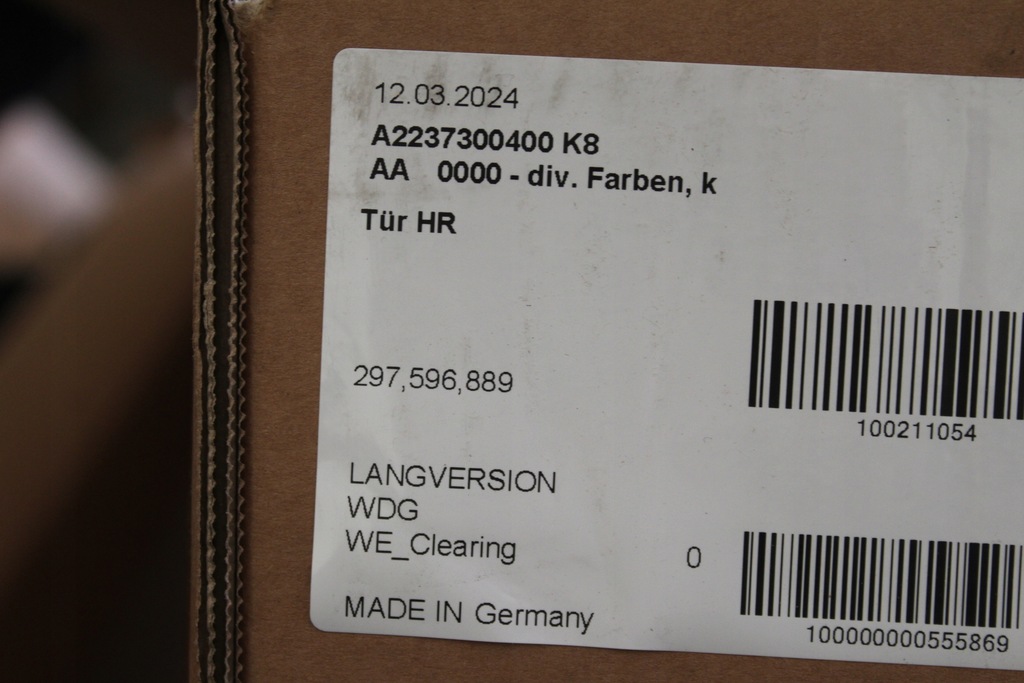 12.03.2024
A2237300400 K8
AA 0000 - div. Farben, k
Tür HR
297,596,889
100211054
LANGVERSION
WDG
WE_Clearing 0
MADE IN Germany
100000000555869